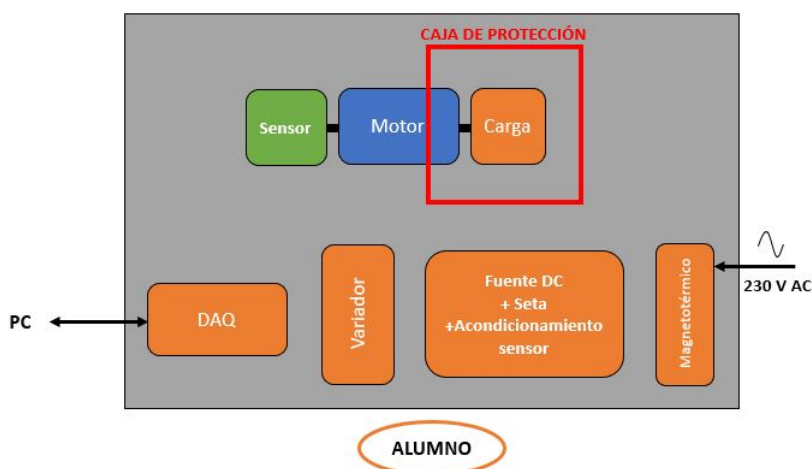 CAJA DE PROTECCIÓN
Sensor
Motor
Carga
Fuente DC
+ Seta
+Acondicionamiento
sensor
Variador
Magnetotérmico
230 V AC
PC
DAQ
ALUMNO